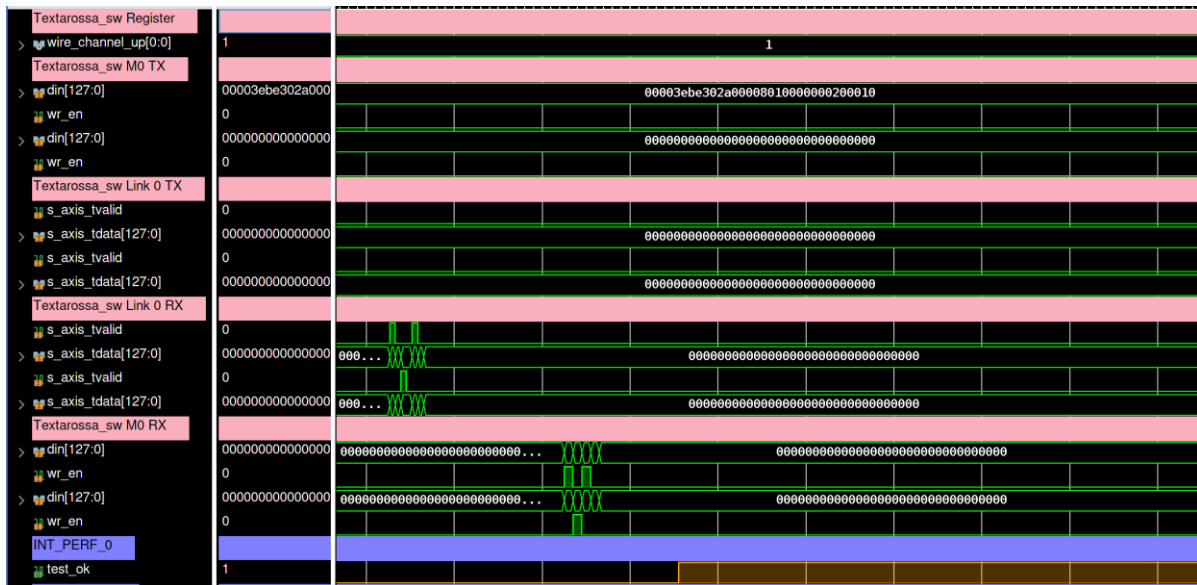 Textarossa_sw Register
wire_channel_up[0:0] 1 1
Textarossa_sw M0 TX
din[127:0] 00003ebe302a000 00003ebe302a00008010000000200010
wr_en 0
din[127:0] 000000000000000 00000000000000000000000000000000
wr_en 0
Textarossa_sw Link 0 TX
s_axis_tvalid 0
s_axis_tdata[127:0] 000000000000000 00000000000000000000000000000000
s_axis_tvalid 0
s_axis_tdata[127:0] 000000000000000 00000000000000000000000000000000
Textarossa_sw Link 0 RX
s_axis_tvalid 0
s_axis_tdata[127:0] 000000000000000 000... 00000000000000000000000000000000
s_axis_tvalid 0
s_axis_tdata[127:0] 000000000000000 000... 00000000000000000000000000000000
Textarossa_sw M0 RX
din[127:0] 000000000000000 0000000000000000000000000... 00000000000000000000000000000000
wr_en 0
din[127:0] 000000000000000 0000000000000000000000000... 00000000000000000000000000000000
wr_en 0
INT_PERF_0
test_ok 1